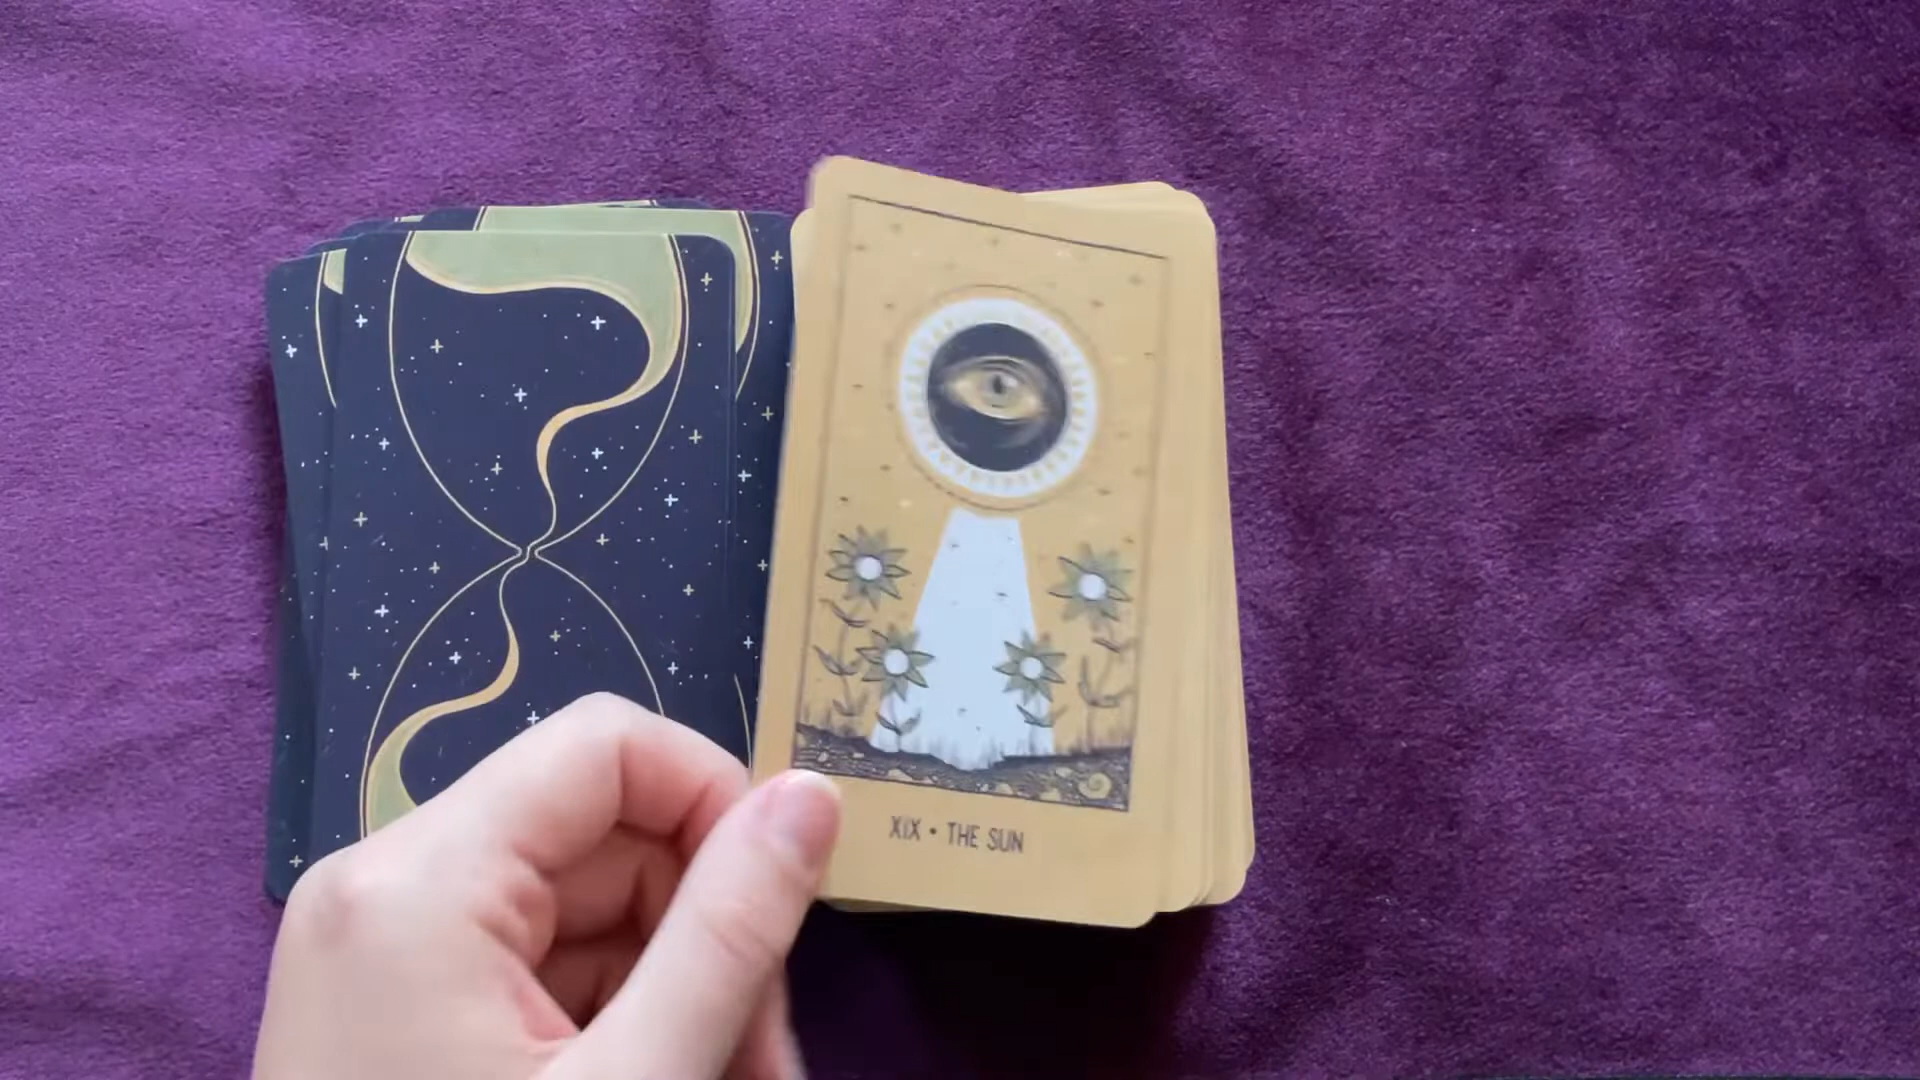 XIX • THE SUN